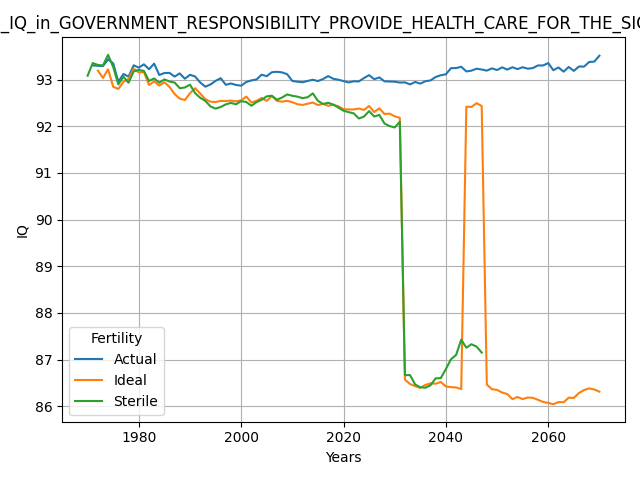 _IQ_in_GOVERNMENT_RESPONSIBILITY_PROVIDE_HEALTH_CARE_FOR_THE_SIC
93
92
91
90
89
88
87
86
IQ
Fertility
Actual
Ideal
Sterile
1980
2000
2020
2040
2060
Years